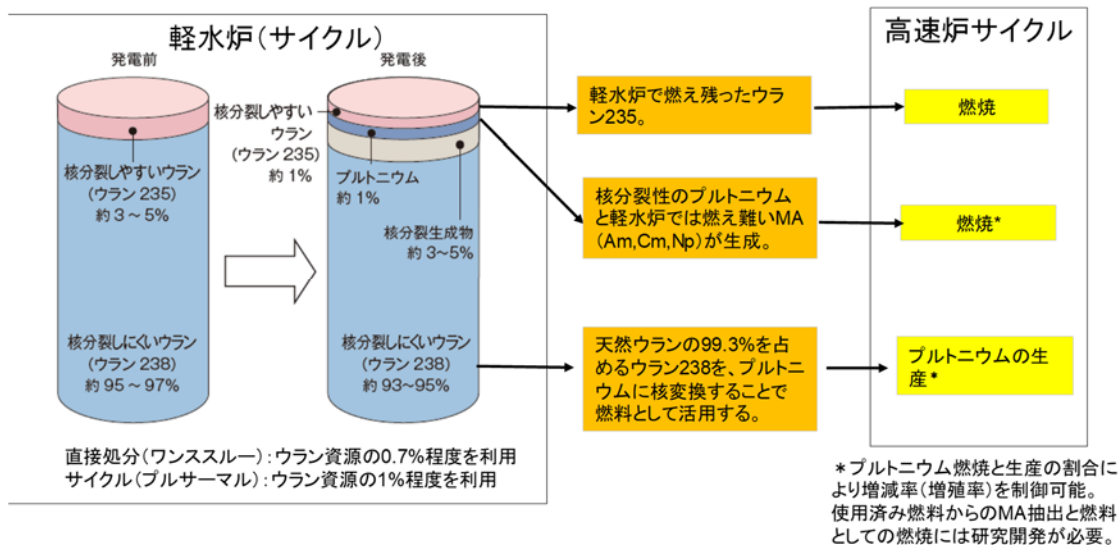 軽水炉(サイクル)
発電前
核分裂しやすいウラン
(ウラン 235)
約 3～5%
核分裂しにくいウラン
(ウラン 238)
約 95～97%
発電後
核分裂しやすい
ウラン
(ウラン 235)
約 1%
プルトニウム
約 1%
核分裂生成物
約 3～5%
核分裂しにくいウラン
(ウラン 238)
約 93～95%
直接処分(ワンススルー):ウラン資源の0.7%程度を利用
サイクル(プルサーマル):ウラン資源の1%程度を利用
軽水炉で燃え残ったウラ
ン235。
核分裂性のプルトニウム
と軽水炉では燃え難いMA
(Am,Cm,Np)が生成。
天然ウランの99.3%を占
めるウラン238を、プルトニ
ウムに核変換することで
燃料として活用する。
高速炉サイクル
燃焼
燃焼*
プルトニウムの生
産*
*プルトニウム燃焼と生産の割合に
より増減率(増殖率)を制御可能。
使用済み燃料からのMA抽出と燃料
としての燃焼には研究開発が必要。